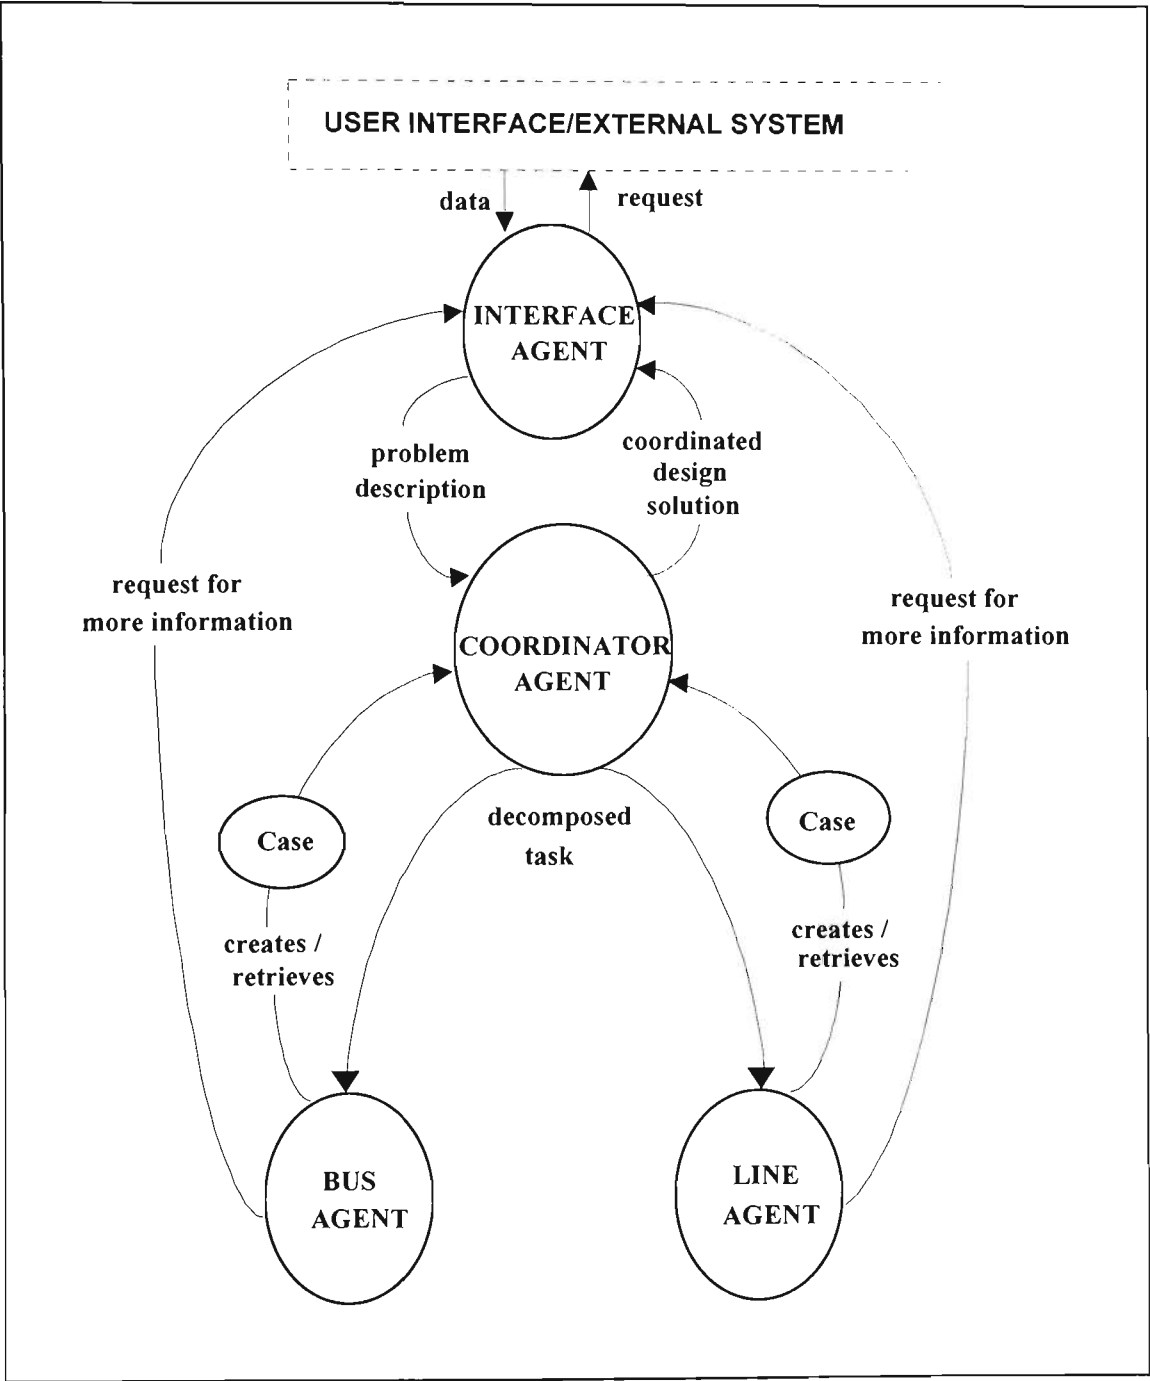 USER INTERFACE/EXTERNAL SYSTEM
data
request
INTERFACE
AGENT
problem
description
coordinated
design
solution
request for
more information
request for
more information
COORDINATOR
AGENT
decomposed
task
Case
Case
creates /
retrieves
creates /
retrieves
BUS
AGENT
LINE
AGENT